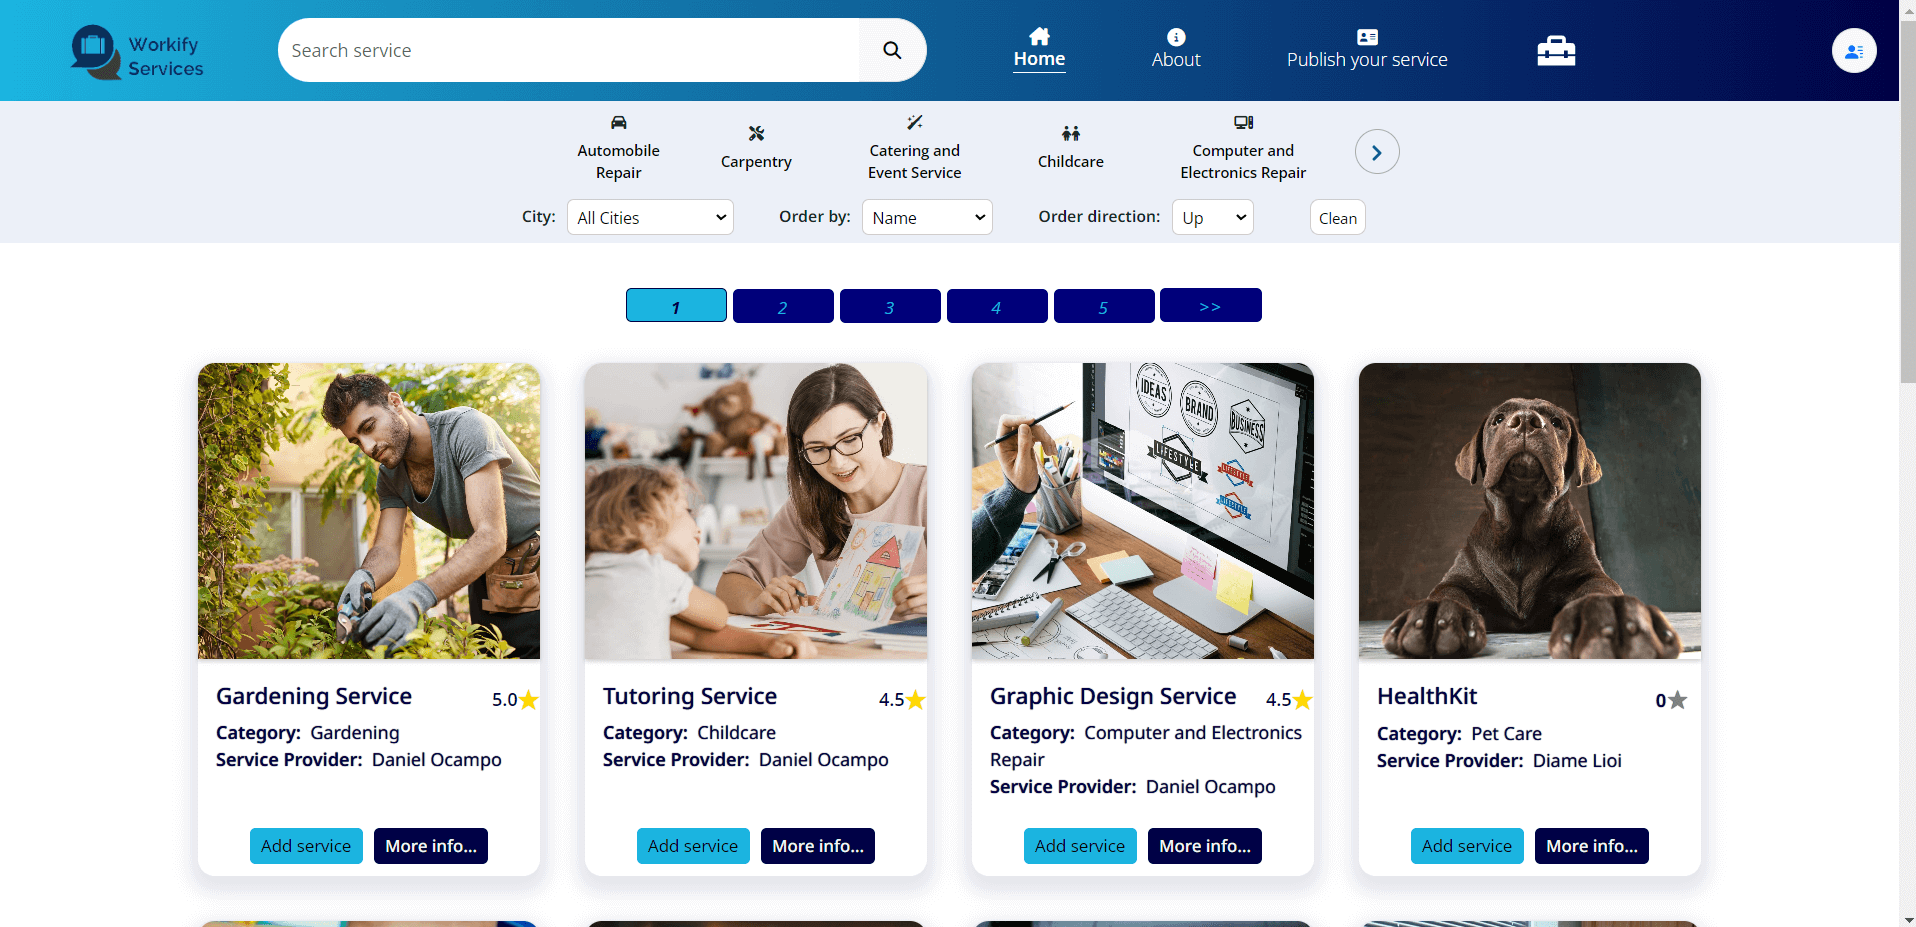 Workify
Services
Search service
Home
About
Publish your service
Automobile
Repair
Carpentry
Catering and
Event Service
Childcare
Computer and
Electronics Repair
City:
All Cities
Order by:
Name
Order direction:
Up
Clean
1
2
3
4
5
>>
IDEAS
BRAND
BUSINESS
LIFESTYLE
LIFESTYLE
LIFESTYLE
Gardening Service
5.0
Category: Gardening
Service Provider: Daniel Ocampo
Add service
More info...
Tutoring Service
4.5
Category: Childcare
Service Provider: Daniel Ocampo
Add service
More info...
Graphic Design Service
4.5
Category: Computer and Electronics
Repair
Service Provider: Daniel Ocampo
Add service
More info...
HealthKit
0
Category: Pet Care
Service Provider: Diame Lioi
Add service
More info...